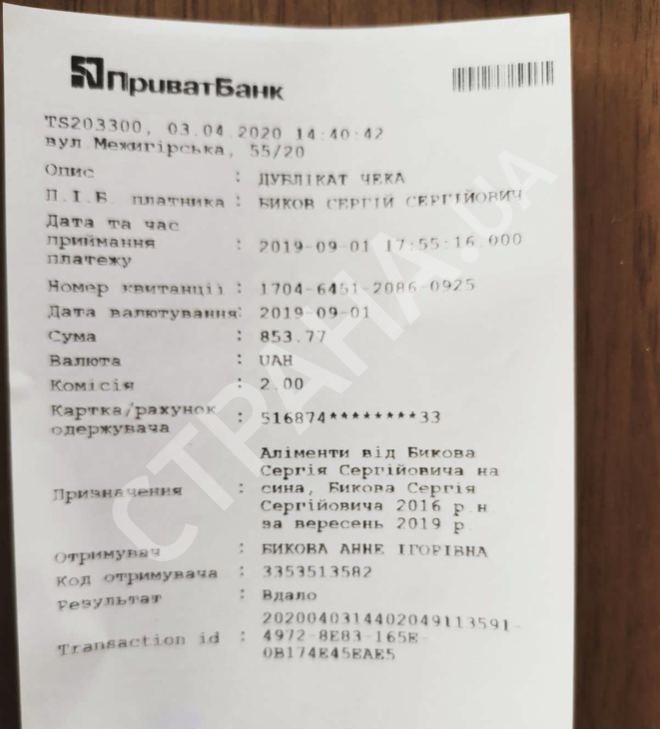 ПриватБанк
TS203300, 03.04.2020 14:40:42
вул Межигірська, 55/20
Опис : ДУБЛІКАТ ЧЕКА
П.І.Б. платника : БИКОВ СЕРГІЙ СЕРГІЙОВИЧ
Дата та час
приймання : 2019-09-01 17:55:16.000
платежу
Номер квитанції : 1704-6451-2086-0925
Дата валютування: 2019-09-01
Сума : 853.77
Валюта : UAH
Комісія : 2.00
Картка/рахунок : 516874********33
одержувача
Аліменти від Бикова
Сергія Сергійовича на
Призначення : сина, Бикова Сергія
Сергійовича 2016 р.н
за вересень 2019 р.
Отримувач : БИКОВА АННЕ ІГОРІВНА
Код отримувача : 3353513582
Результат : Вдало
20200403144020491­13591-
Transaction id : 4972-8E83-165E-
0B174E45EAE5
СТРАНА.UA